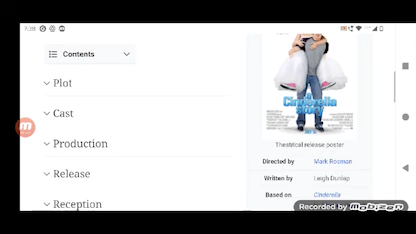 7:38
Contents
Plot
Cast
Production
Release
Reception
A
Cinderella
Story
Theatrical release poster
Directed by Mark Rosman
Written by Leigh Dunlap
Based on Cinderella
Recorded by Mobizen